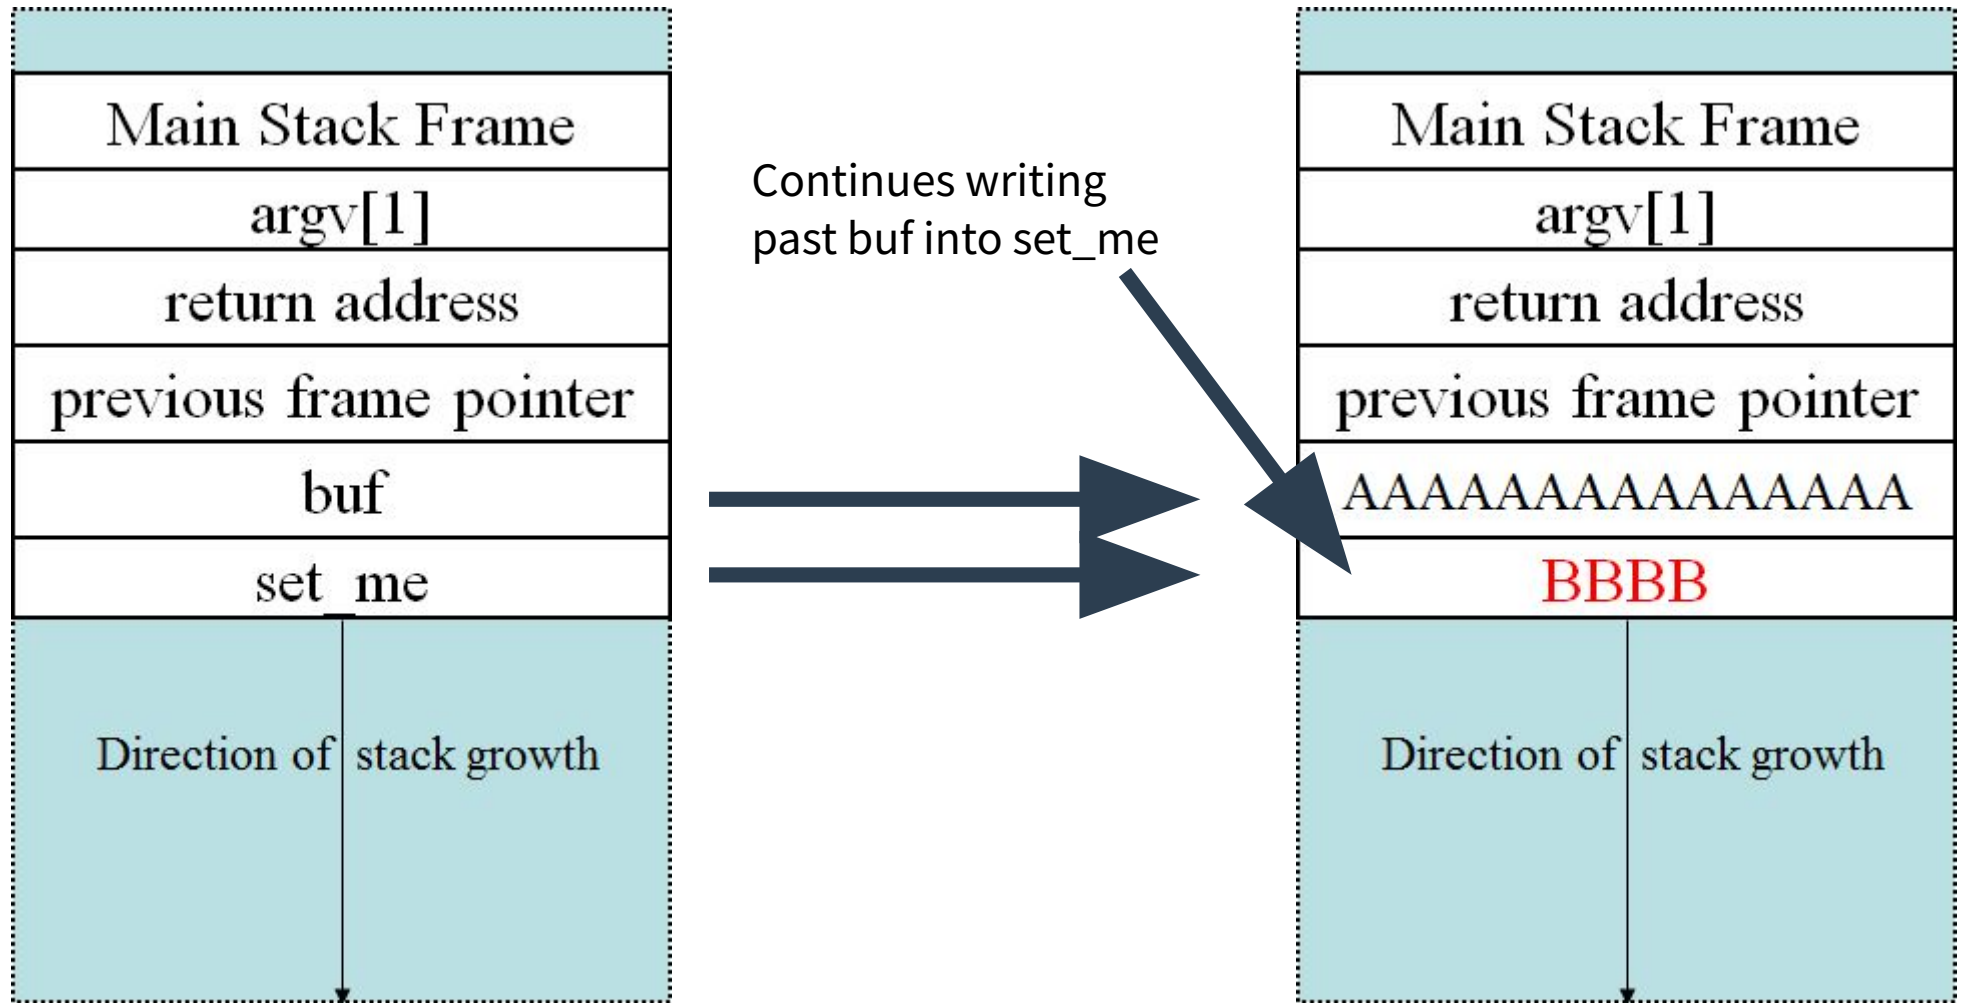 Main Stack Frame
argv[1]
return address
previous frame pointer
buf
set_me
Direction of stack growth
Continues writing
past buf into set_me
Main Stack Frame
argv[1]
return address
previous frame pointer
AAAAAAAAAAAAAAAA
BBBB
Direction of stack growth